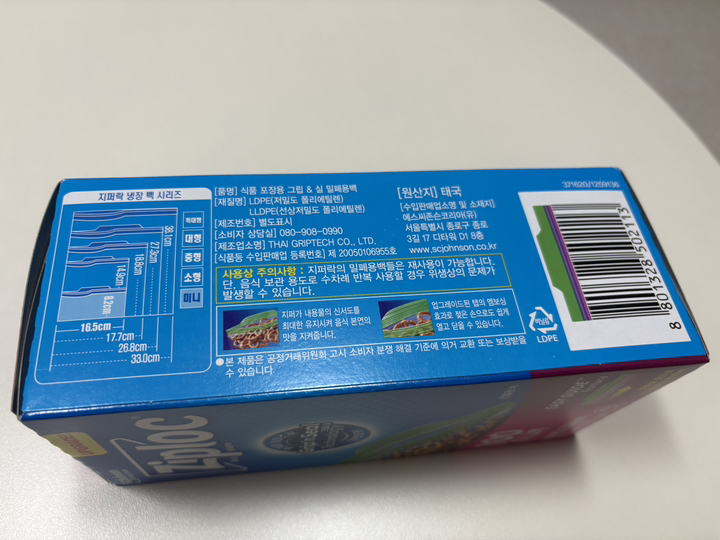 지퍼락 냉장 백 시리즈
특대형
대형
중형
소형
미니
38.1cm
27.3cm
18.8cm
14.9cm
8.2cm
16.5cm
17.7cm
26.8cm
33.0cm
[품명] 식품 포장용 그립 & 실 밀폐용백
[재질명] LDPE(저밀도 폴리에틸렌)
LLDPE(선상저밀도 폴리에틸렌)
[제조번호] 별도표시
[소비자 상담실] 080-908-0990
[제조업소명] THAI GRIPTECH CO., LTD.
[식품등 수입판매업 등록번호] 제 20050106955호
[원산지] 태국
[수입판매업소명 및 소재지]
에스씨존슨코리아(유)
서울특별시 종로구 종로
3길 17 디타워 D1 8층
www.scjohnson.co.kr
사용상 주의사항 : 지퍼락의 밀폐용백들은 재사용이 가능합니다.
단, 음식 보관 용도로 수차례 반복 사용할 경우 위생상의 문제가
발생할 수 있습니다.
지퍼가 내용물의 신선도를
최대한 유지시켜 음식 본연의
맛을 지켜줍니다.
업그레이드된 탭의 엠보싱
효과로 젖은 손으로도 쉽게
열고 닫을 수 있습니다.
●본 제품은 공정거래위원회 고시 소비자 분쟁 해결 기준에 의거 교환 또는 보상받을
수 있습니다
371620/1259136
8 801328 502113
비닐류
LDPE
Ziploc